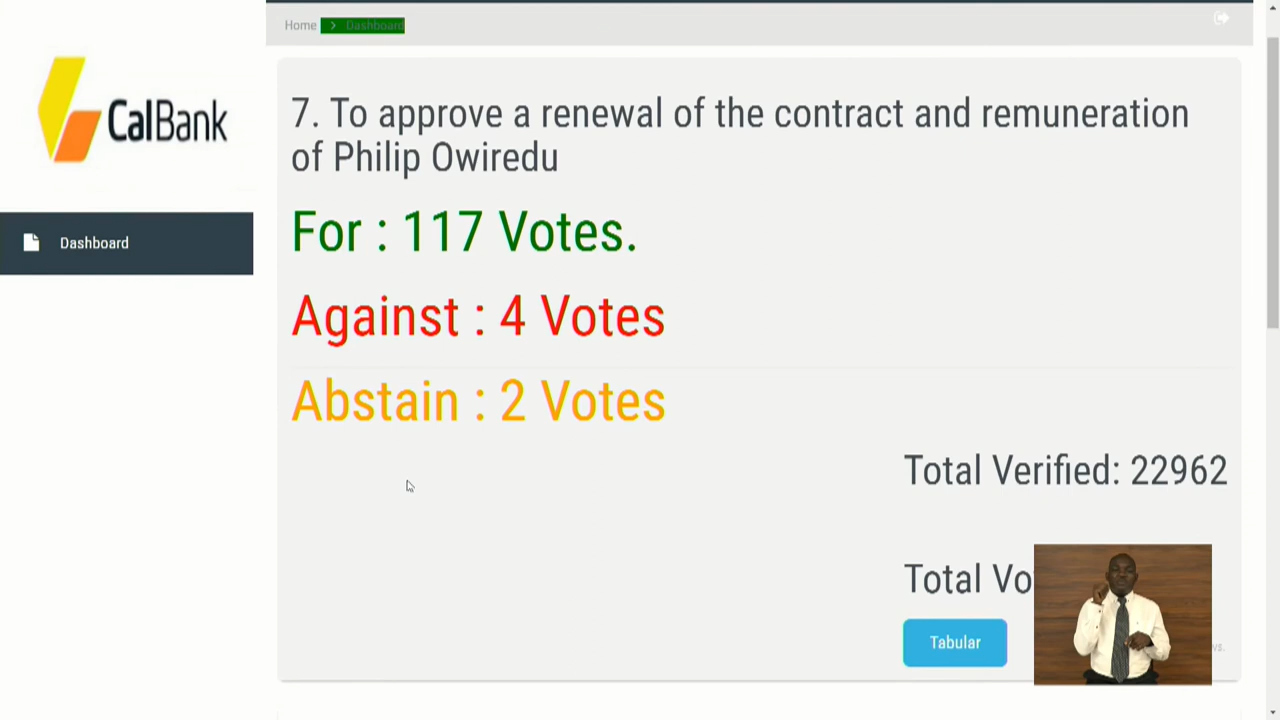 Home > Dashboard
CalBank
Dashboard
7. To approve a renewal of the contract and remuneration
of Philip Owiredu
For : 117 Votes.
Against : 4 Votes
Abstain : 2 Votes
Total Verified: 22962
Total Vo
Tabular